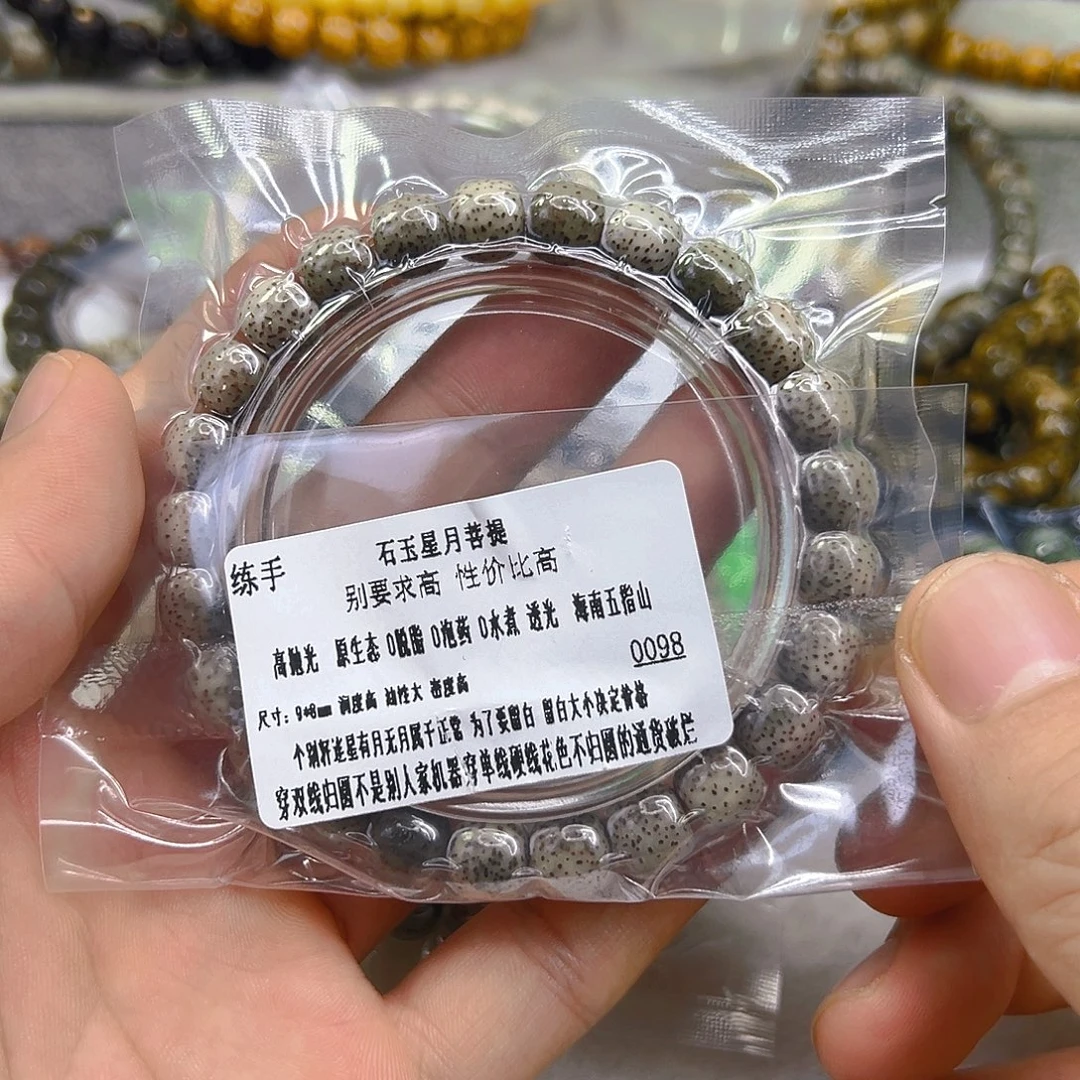 石玉星月菩提
练手
别要求高 性价比高
高抛光 原生态 0脱脂 0泡药 0水煮 透光 海南五指山
0098
尺寸：9*8mm 润度高 油性大 密度高
个别籽连星有月无月属于正常 为了受留白 留白大小决定价格
穿双线归圆不是别人家机器穿单线硬线花色不归圆的通货破烂